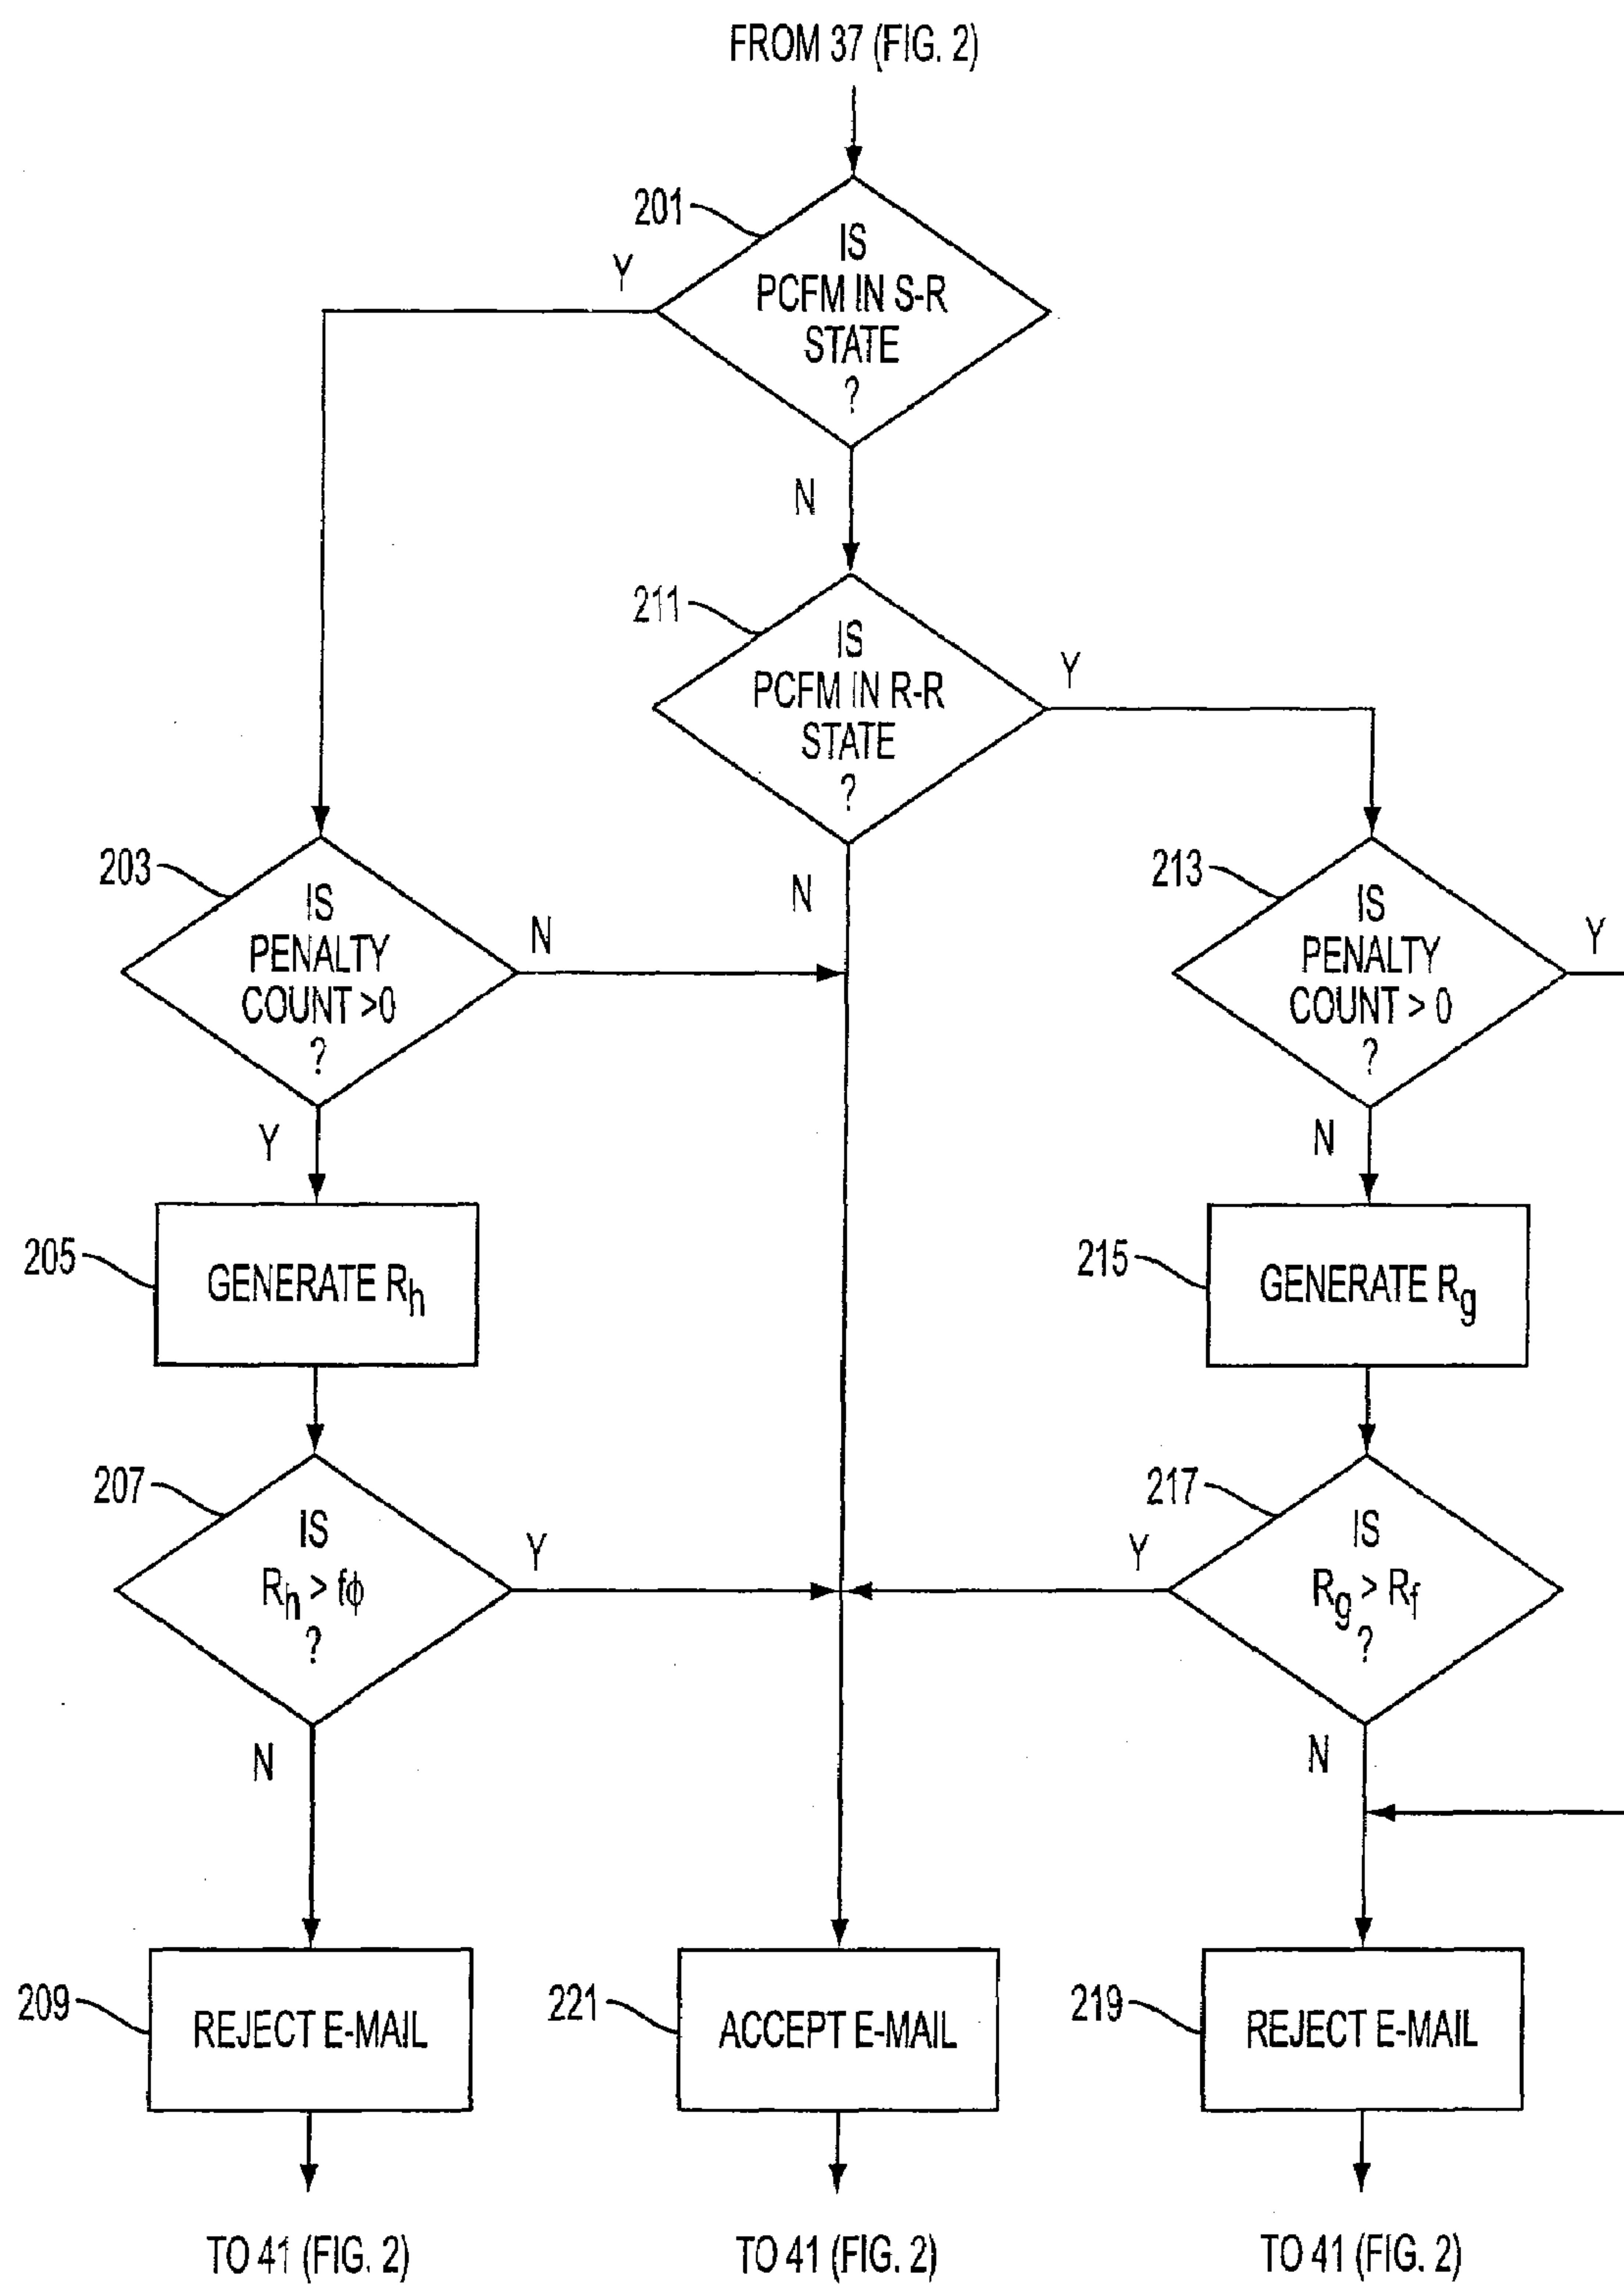 FROM 37 (FIG. 2)
201
IS
PCFM IN S-R
STATE
?
Y
N
211
IS
PCFM IN R-R
STATE
?
Y
N
203
IS
PENALTY
COUNT >0
?
N
Y
213
IS
PENALTY
COUNT > 0
?
Y
N
205
GENERATE Rh
215
GENERATE Rg
207
IS
Rh > fϕ
?
Y
N
217
IS
Rg > Rf
?
Y
N
209
REJECT E-MAIL
221
ACCEPT E-MAIL
219
REJECT E-MAIL
TO 41 (FIG. 2)
TO 41 (FIG. 2)
TO 41 (FIG. 2)